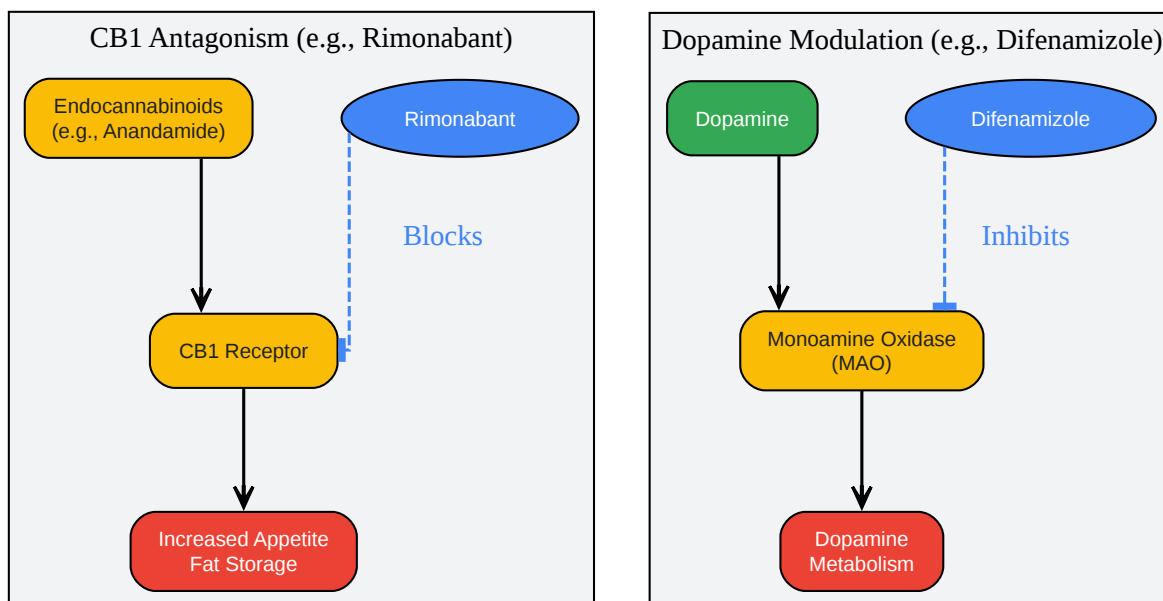 CB1 Antagonism (e.g., Rimonabant)
Endocannabinoids
(e.g., Anandamide)
Rimonabant
Blocks
CB1 Receptor
Increased Appetite
Fat Storage
Dopamine Modulation (e.g., Difenamizole)
Dopamine
Difenamizole
Inhibits
Monoamine Oxidase
(MAO)
Dopamine
Metabolism